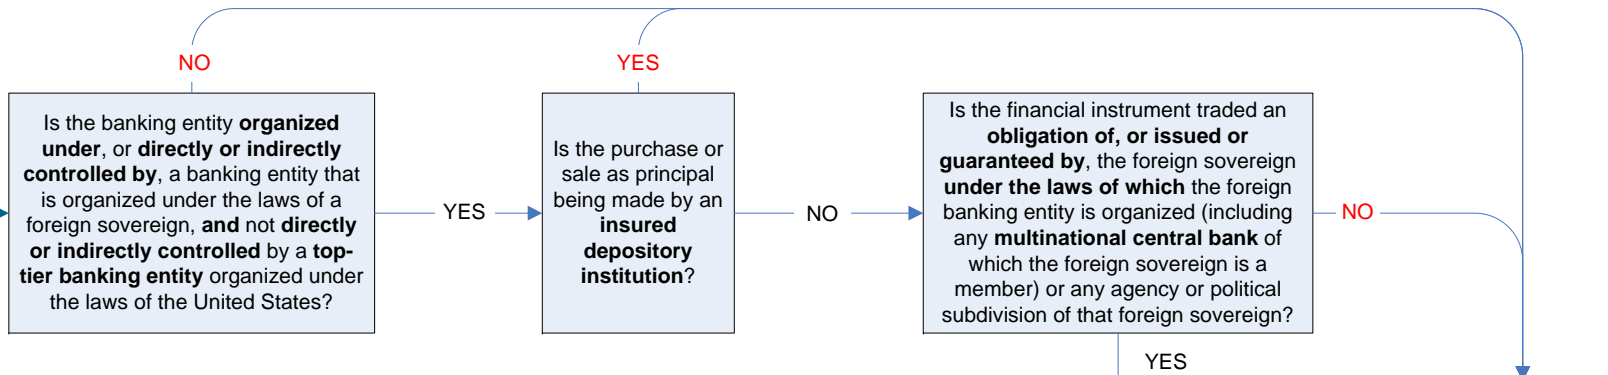 NO
YES
Is the banking entity organized
under, or directly or indirectly
controlled by, a banking entity that
is organized under the laws of a
foreign sovereign, and not directly
or indirectly controlled by a top-
tier banking entity organized under
the laws of the United States?
YES
Is the purchase or
sale as principal
being made by an
insured
depository
institution?
NO
Is the financial instrument traded an
obligation of, or issued or
guaranteed by, the foreign sovereign
under the laws of which the foreign
banking entity is organized (including
any multinational central bank of
which the foreign sovereign is a
member) or any agency or political
subdivision of that foreign sovereign?
NO
YES